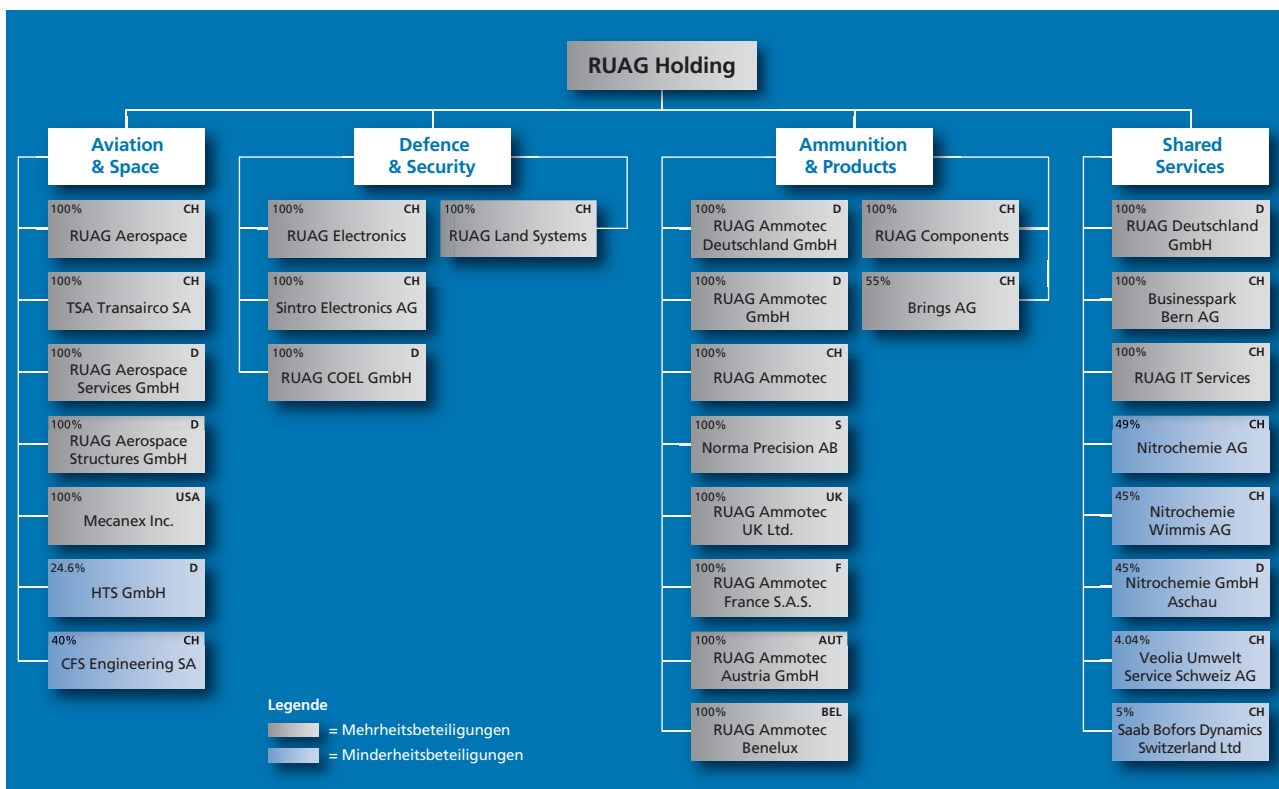 RUAG Holding
Aviation
& Space
100% CH
RUAG Aerospace
100% CH
TSA Transairco SA
100% D
RUAG Aerospace
Services GmbH
100% D
RUAG Aerospace
Structures GmbH
100% USA
Mecanex Inc.
24.6% D
HTS GmbH
40% CH
CFS Engineering SA
Defence
& Security
100% CH
RUAG Electronics
100% CH
Sintro Electronics AG
100% D
RUAG COEL GmbH
100% CH
RUAG Land Systems
Ammunition
& Products
100% D
RUAG Ammotec
Deutschland GmbH
100% D
RUAG Ammotec
GmbH
100% CH
RUAG Ammotec
100% S
Norma Precision AB
100% UK
RUAG Ammotec
UK Ltd.
100% F
RUAG Ammotec
France S.A.S.
100% AUT
RUAG Ammotec
Austria GmbH
100% BEL
RUAG Ammotec
Benelux
100% CH
RUAG Components
55% CH
Brings AG
Shared
Services
100% D
RUAG Deutschland
GmbH
100% CH
Businesspark
Bern AG
100% CH
RUAG IT Services
49% CH
Nitrochemie AG
45% CH
Nitrochemie
Wimmis AG
45% D
Nitrochemie GmbH
Aschau
4.04% CH
Veolia Umwelt
Service Schweiz AG
5% CH
Saab Bofors Dynamics
Switzerland Ltd
Legende
= Mehrheitsbeteiligungen
= Minderheitsbeteiligungen